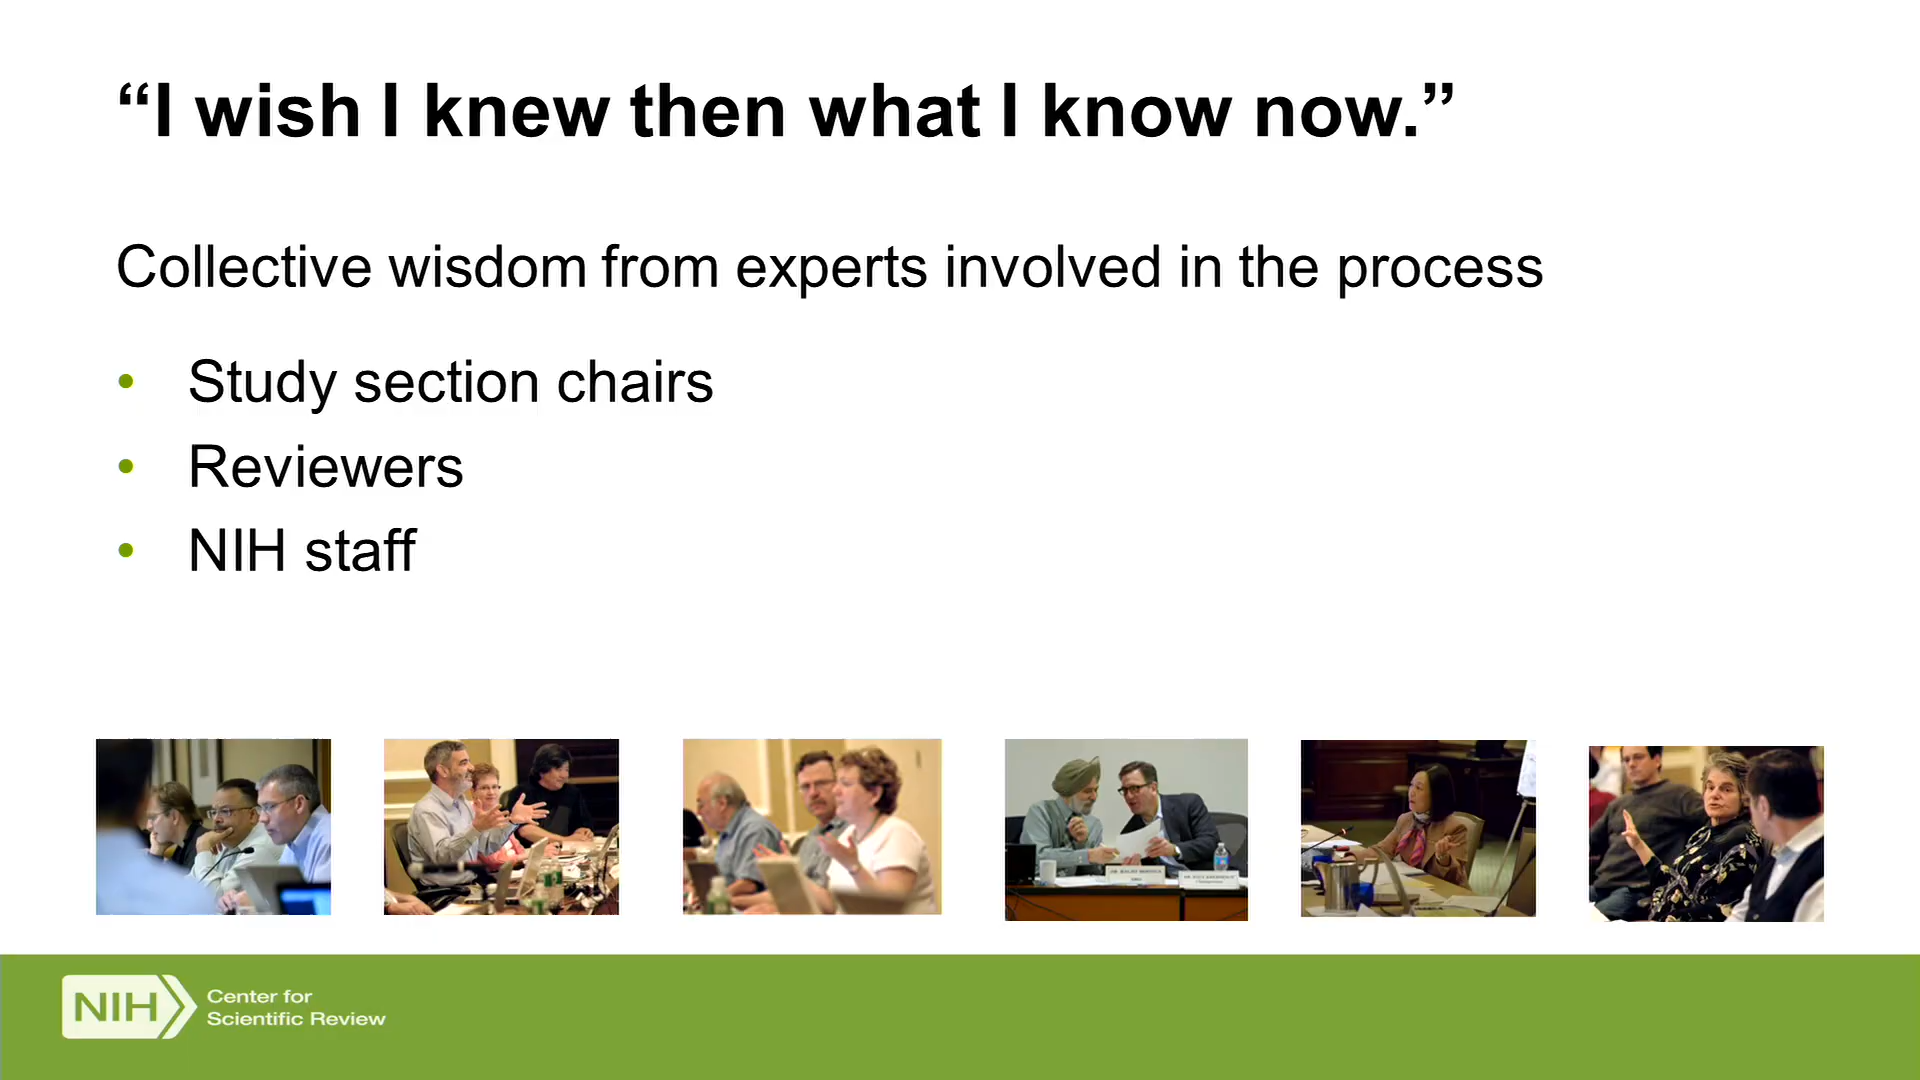 “I wish I knew then what I know now.”
Collective wisdom from experts involved in the process
• Study section chairs
• Reviewers
• NIH staff
NIH
Center for
Scientific Review